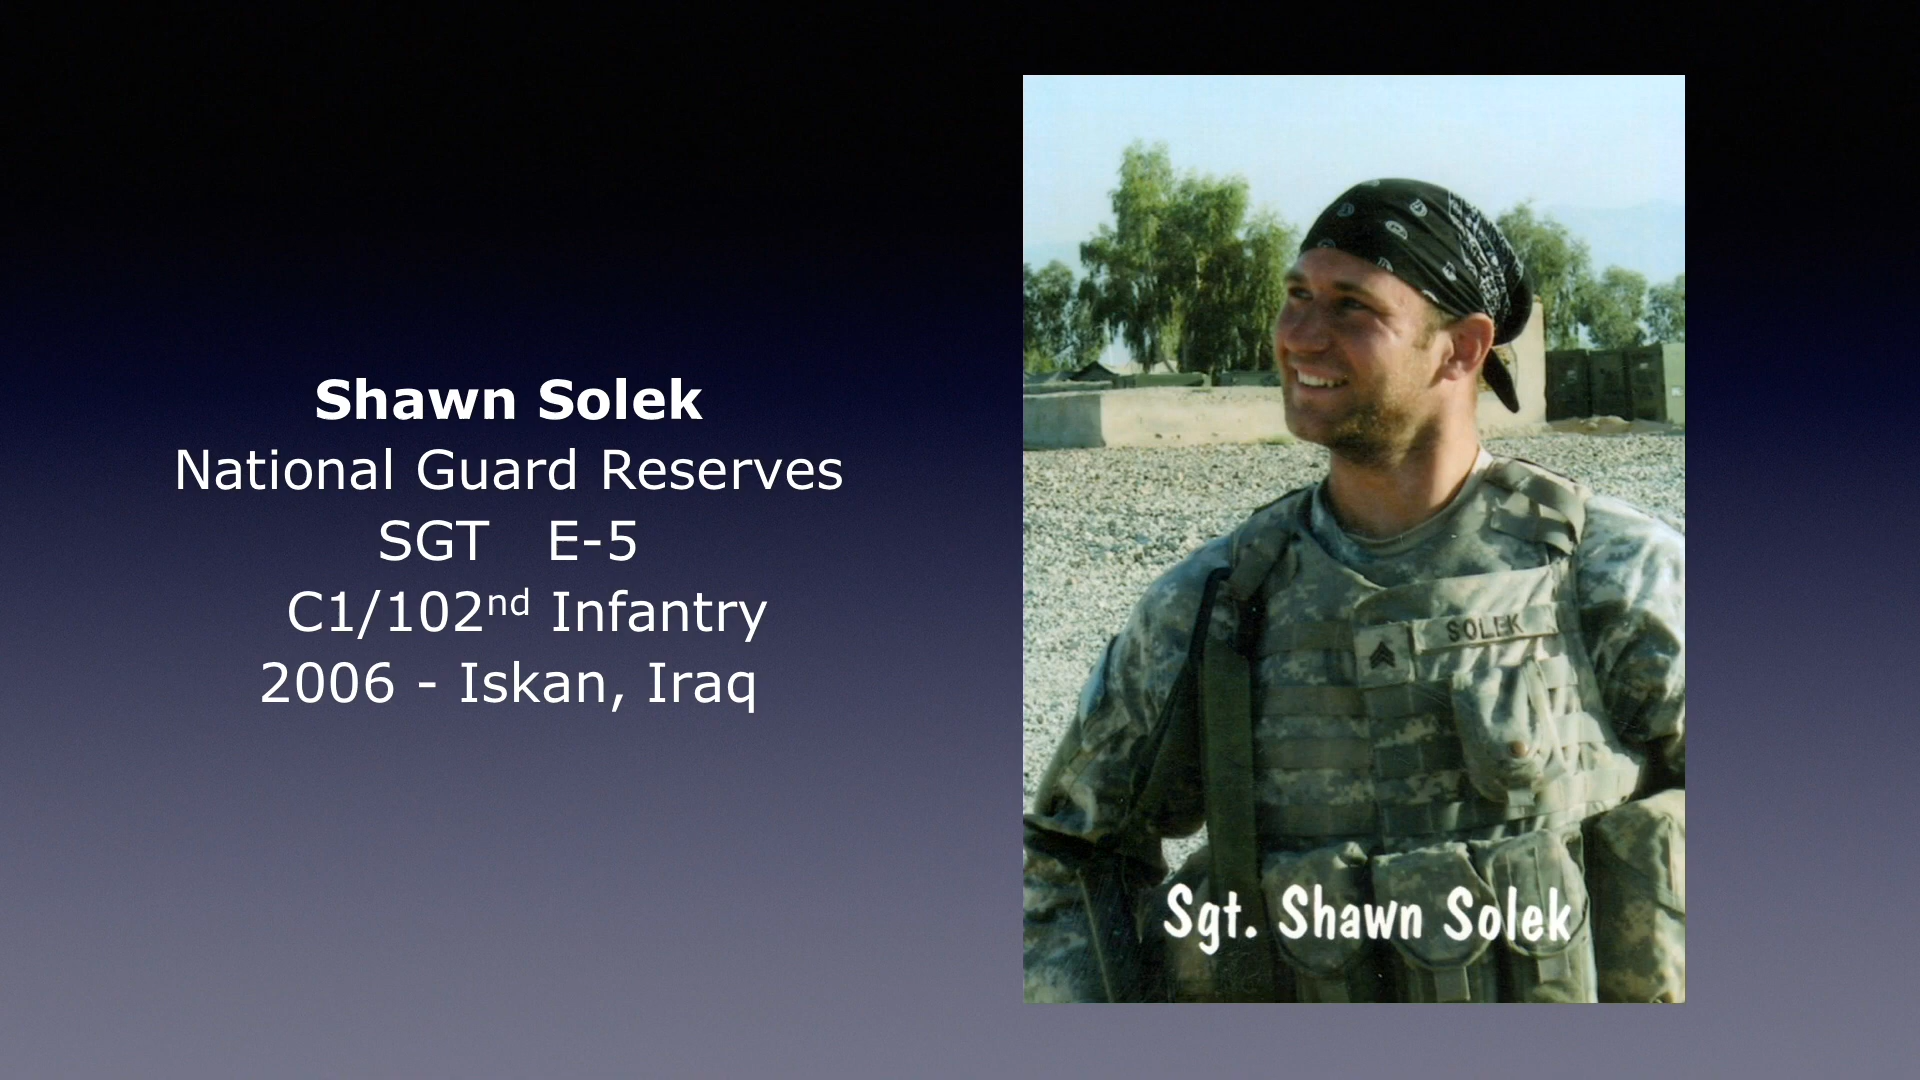 Shawn Solek
National Guard Reserves
SGT E-5
C1/102nd Infantry
2006 - Iskan, Iraq
SOLEK
Sgt. Shawn Solek